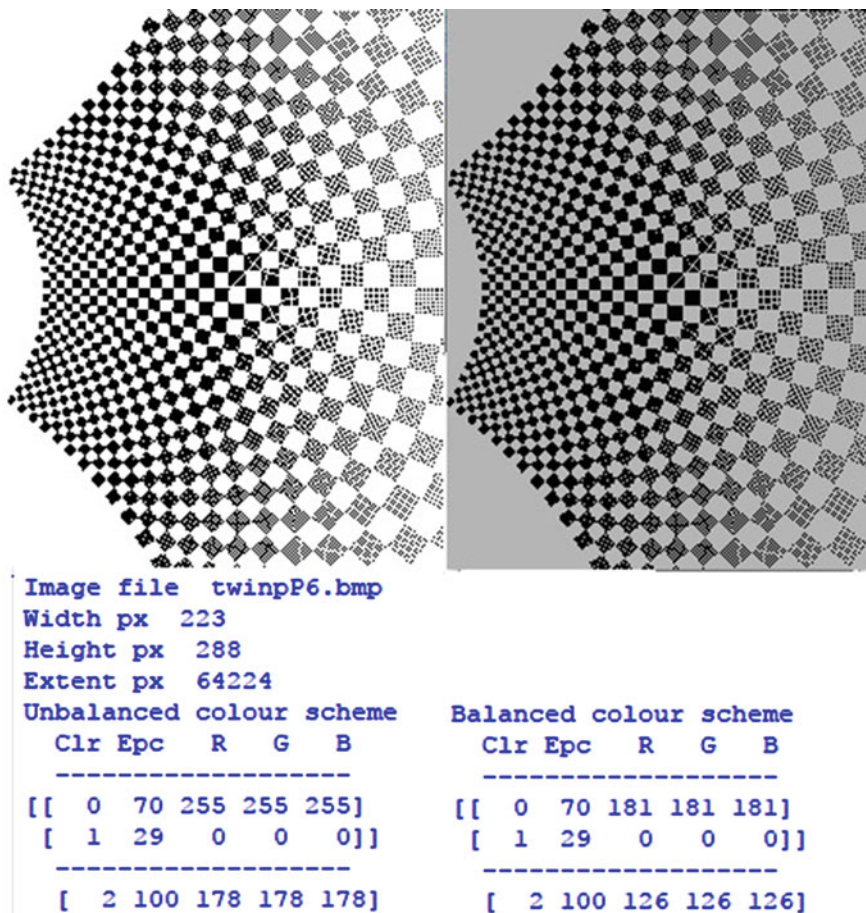 Image file twinpP6.bmp
Width px 223
Height px 288
Extent px 64224
Unbalanced colour scheme
Clr Epc R G B
-------------------
[[ 0 70 255 255 255]
[ 1 29 0 0 0]]
-------------------
[ 2 100 178 178 178]
Balanced colour scheme
Clr Epc R G B
-------------------
[[ 0 70 181 181 181]
[ 1 29 0 0 0]]
-------------------
[ 2 100 126 126 126]